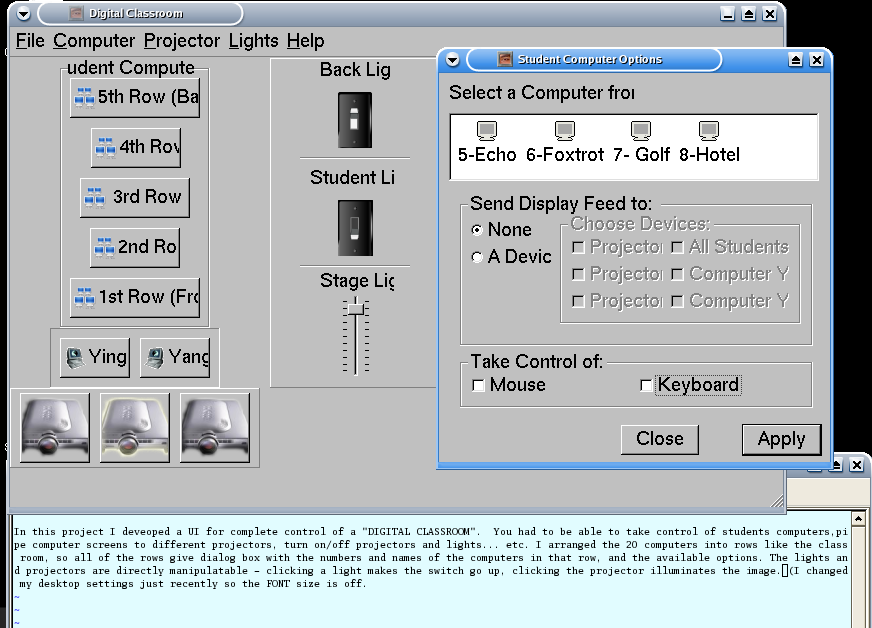 Digital Classroom
File Computer Projector Lights Help
udent Compute
5th Row (Ba
4th Rov
3rd Row
2nd Ro
1st Row (Fro
Ying Yang
Back Lig
Student Li
Stage Lig
Student Computer Options
Select a Computer from
5-Echo 6-Foxtrot 7- Golf 8-Hotel
Send Display Feed to:
None
A Devic
Choose Devices:
Projecto All Students
Projecto Computer Y
Projecto Computer Y
Take Control of:
Mouse Keyboard
Close Apply
In this project I deveoped a UI for complete control of a "DIGITAL CLASSROOM".  You had to be able to take control of students computers,pi
pe computer screens to different projectors, turn on/off projectors and lights... etc. I arranged the 20 computers into rows like the class
room, so all of the rows give dialog box with the numbers and names of the computers in that row, and the available options. The lights an
d projectors are directly manipulatable – clicking a light makes the switch go up, clicking the projector illuminates the image. (I changed
my desktop settings just recently so the FONT size is off.
~
~
~